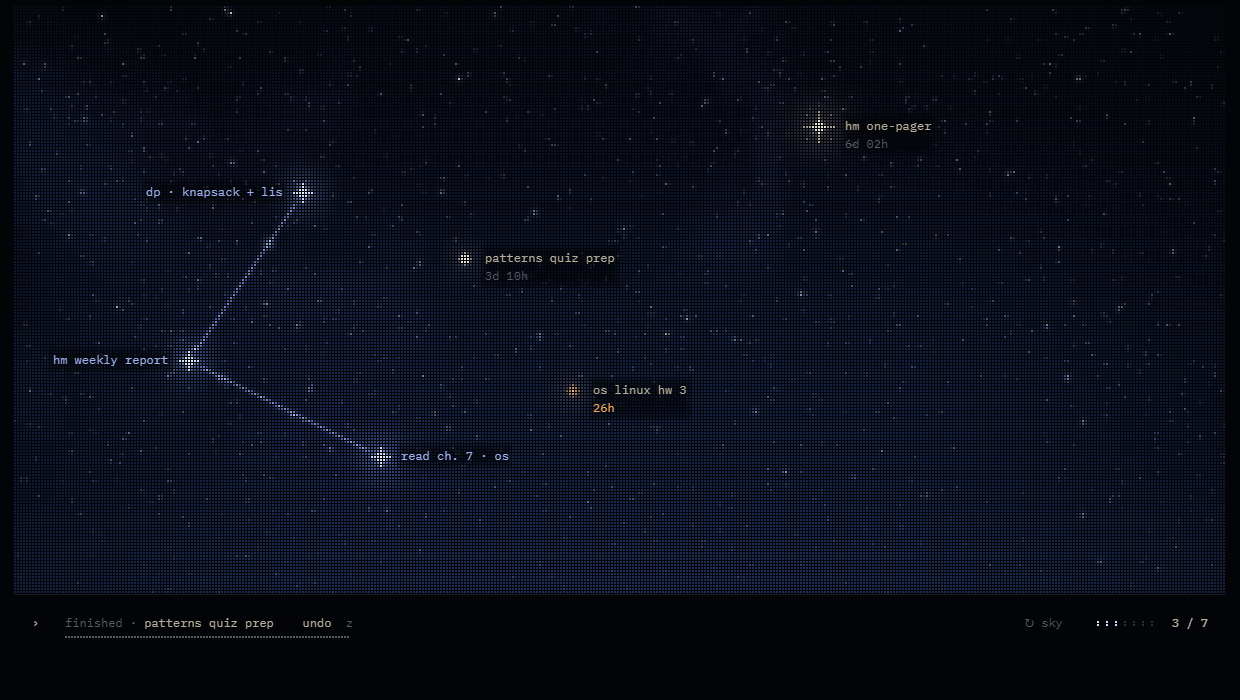 hm one-pager
6d 02h
dp · knapsack + lis
patterns quiz prep
3d 10h
hm weekly report
os linux hw 3
26h
read ch. 7 · os
› finished · patterns quiz prep undo z
↻ sky 3 / 7